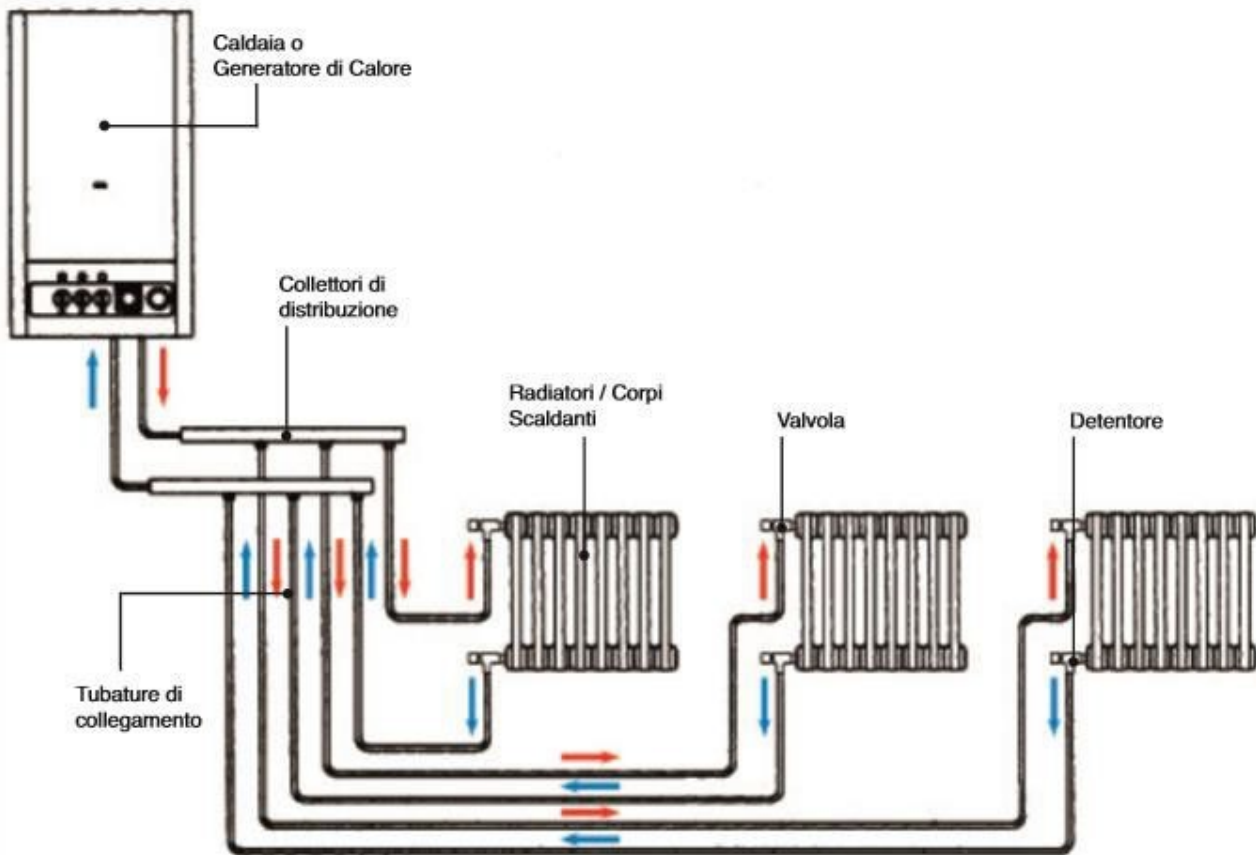 Caldaia o
Generatore di Calore
Collettori di
distribuzione
Radiatori / Corpi
Scaldanti
Valvola
Detentore
Tubature di
collegamento